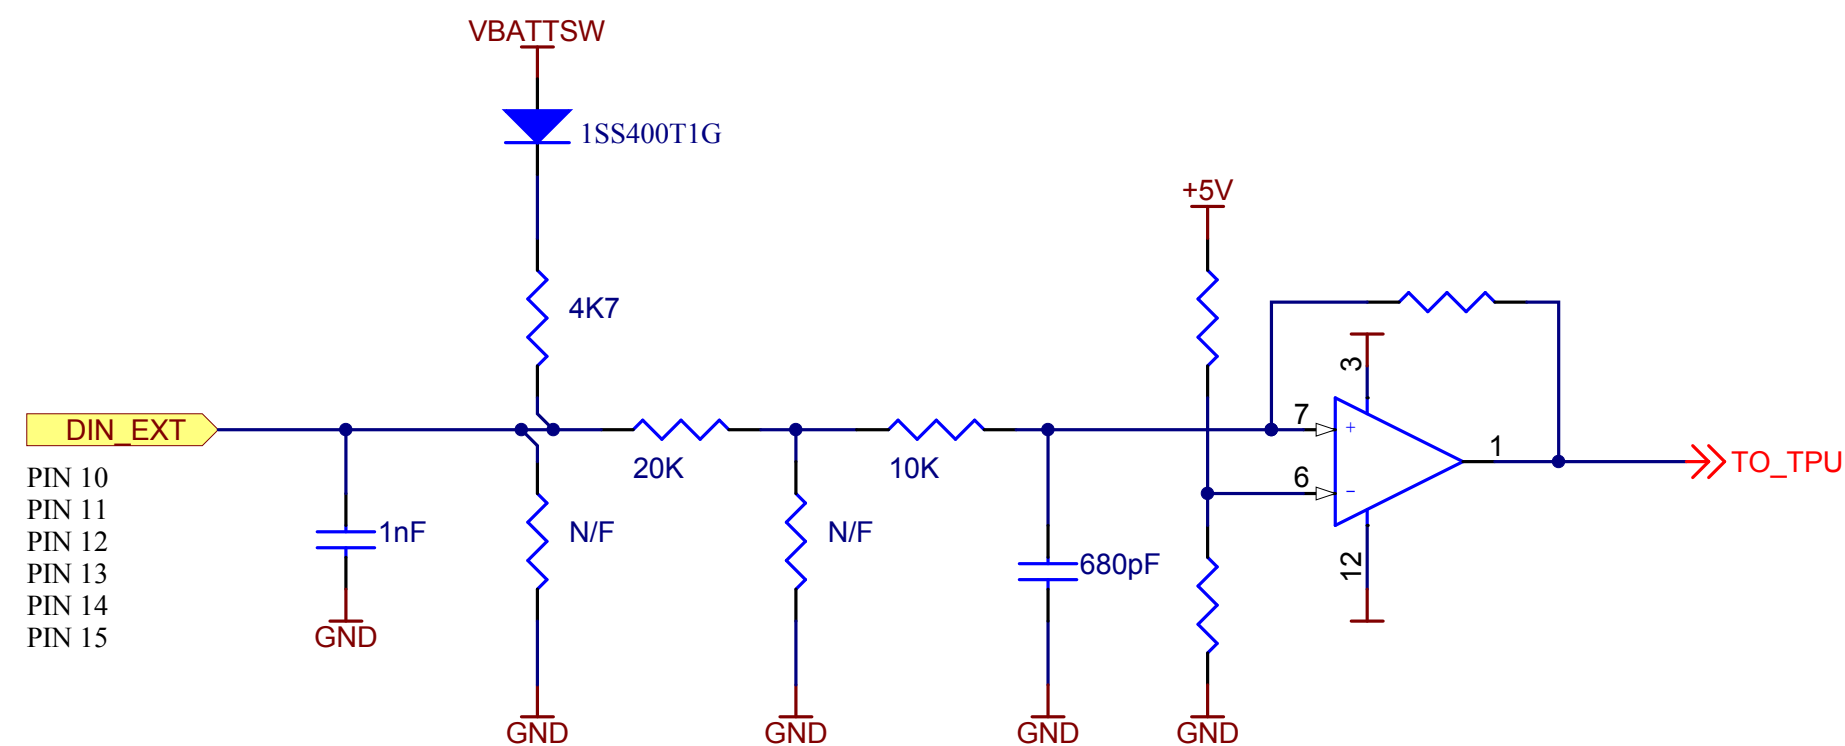 VBATTSW
1SS400T1G
+5V
4K7
3
DIN_EXT
7
+
1
TO_TPU
20K
10K
6
−
PIN 10
PIN 11
PIN 12
PIN 13
PIN 14
PIN 15
1nF
N/F
N/F
680pF
12
GND
GND
GND
GND
GND